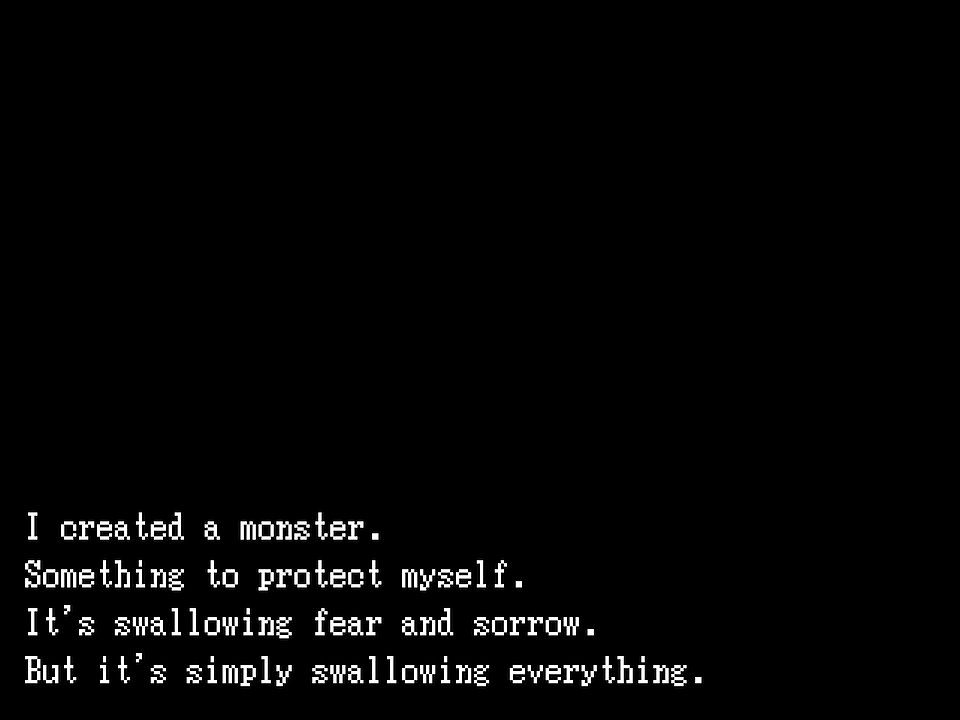 I created a monster.
Something to protect myself.
It's swallowing fear and sorrow.
But it's simply swallowing everything.